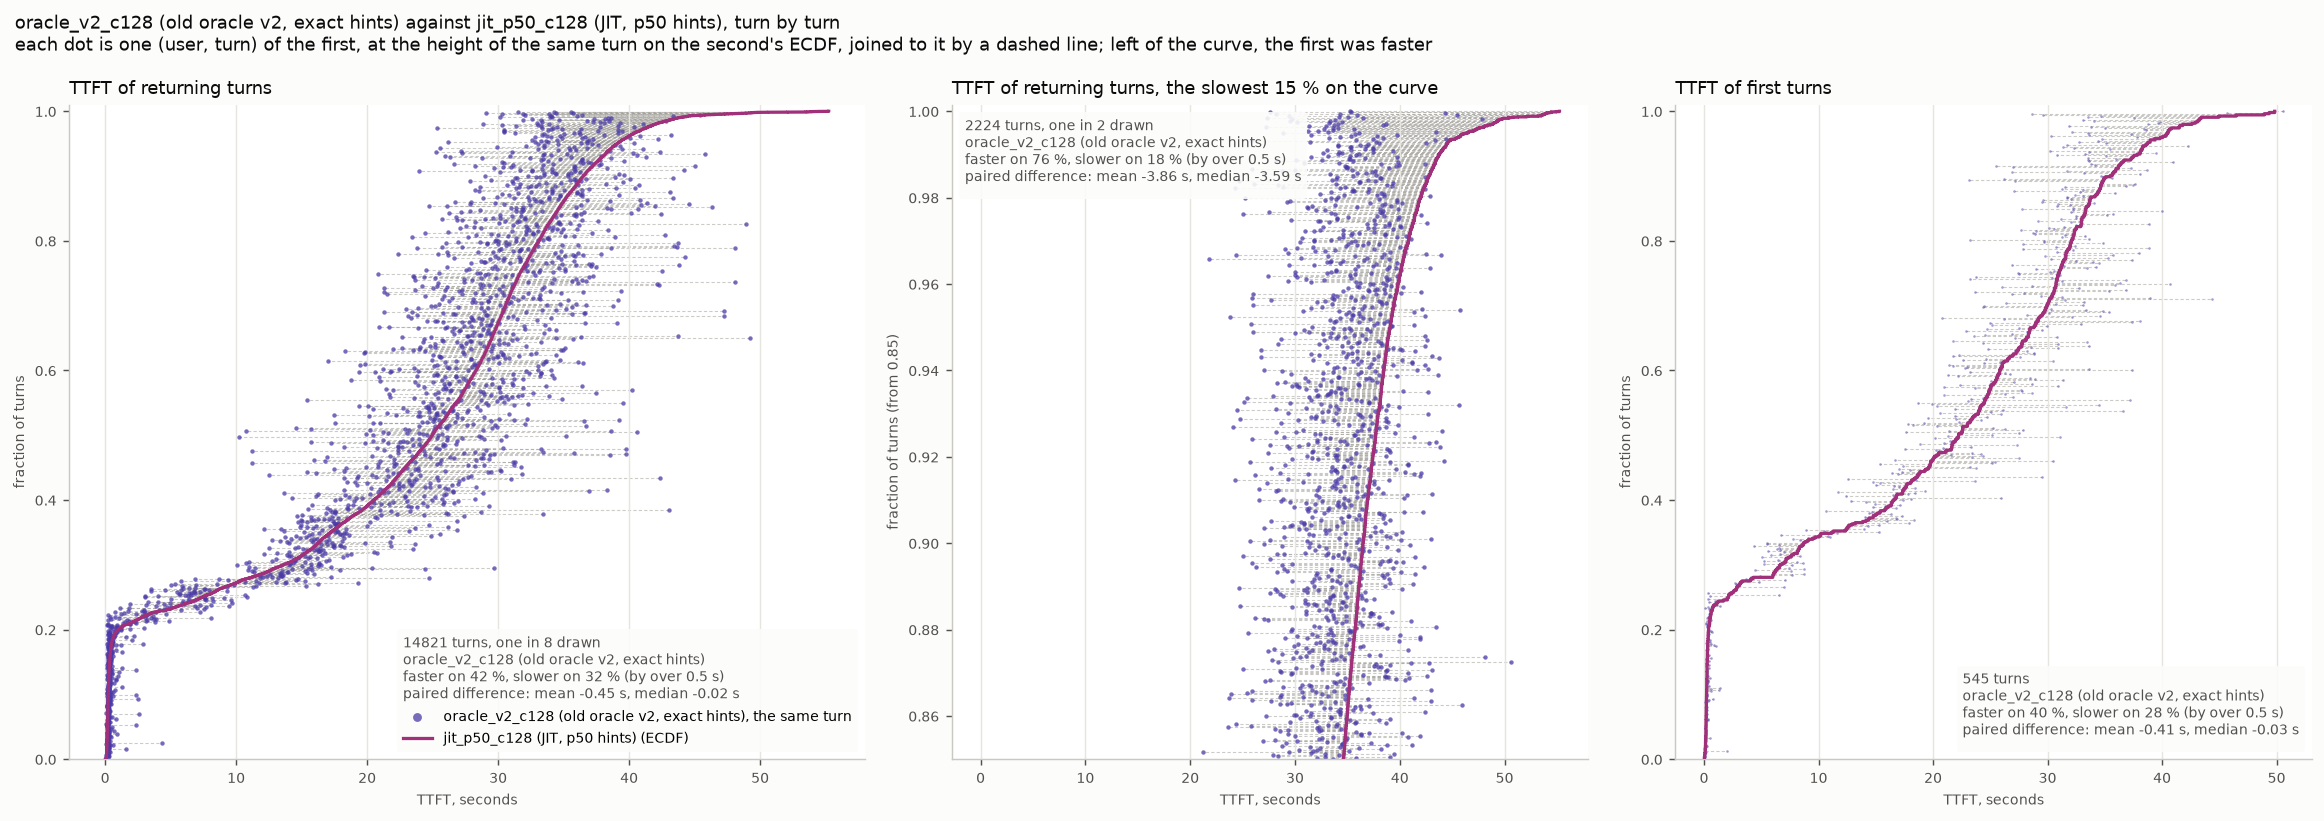 oracle_v2_c128 (old oracle v2, exact hints) against jit_p50_c128 (JIT, p50 hints), turn by turn
each dot is one (user, turn) of the first, at the height of the same turn on the second's ECDF, joined to it by a dashed line; left of the curve, the first was faster
TTFT of returning turns
1.0
0.8
0.6
0.4
0.2
0.0
fraction of turns
14821 turns, one in 8 drawn
oracle_v2_c128 (old oracle v2, exact hints)
faster on 42 %, slower on 32 % (by over 0.5 s)
paired difference: mean -0.45 s, median -0.02 s
oracle_v2_c128 (old oracle v2, exact hints), the same turn
jit_p50_c128 (JIT, p50 hints) (ECDF)
0 10 20 30 40 50
TTFT, seconds
TTFT of returning turns, the slowest 15 % on the curve
2224 turns, one in 2 drawn
oracle_v2_c128 (old oracle v2, exact hints)
faster on 76 %, slower on 18 % (by over 0.5 s)
paired difference: mean -3.86 s, median -3.59 s
1.00
0.98
0.96
0.94
0.92
0.90
0.88
0.86
fraction of turns (from 0.85)
0 10 20 30 40 50
TTFT, seconds
TTFT of first turns
1.0
0.8
0.6
0.4
0.2
0.0
fraction of turns
545 turns
oracle_v2_c128 (old oracle v2, exact hints)
faster on 40 %, slower on 28 % (by over 0.5 s)
paired difference: mean -0.41 s, median -0.03 s
0 10 20 30 40 50
TTFT, seconds